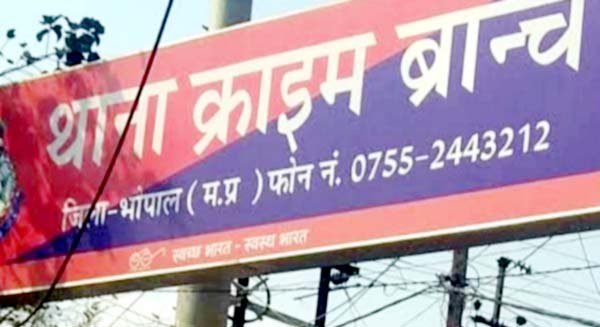 थाना क्राइम ब्रान्च
जिला-भोपाल ( म.प्र ) फोन नं. 0755-2443212
स्वच्छ भारत - स्वस्थ भारत